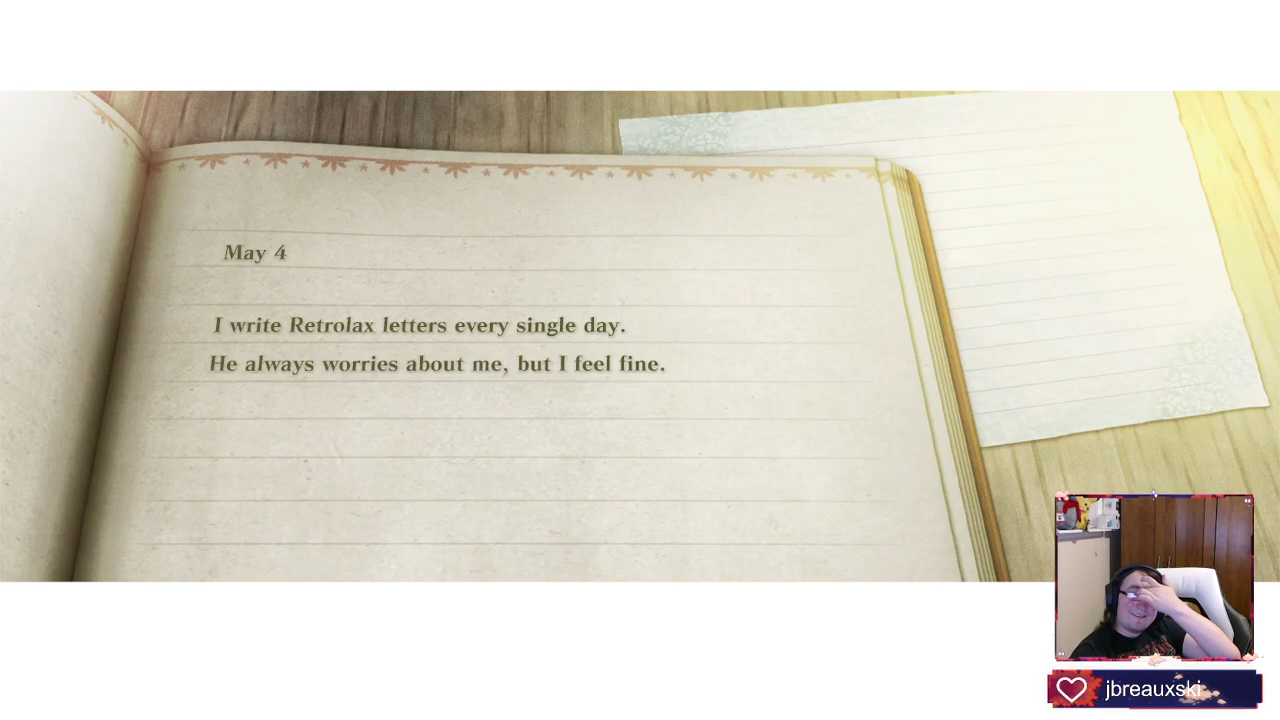 May 4
I write Retrolax letters every single day.
He always worries about me, but I feel fine.
jbreauxski